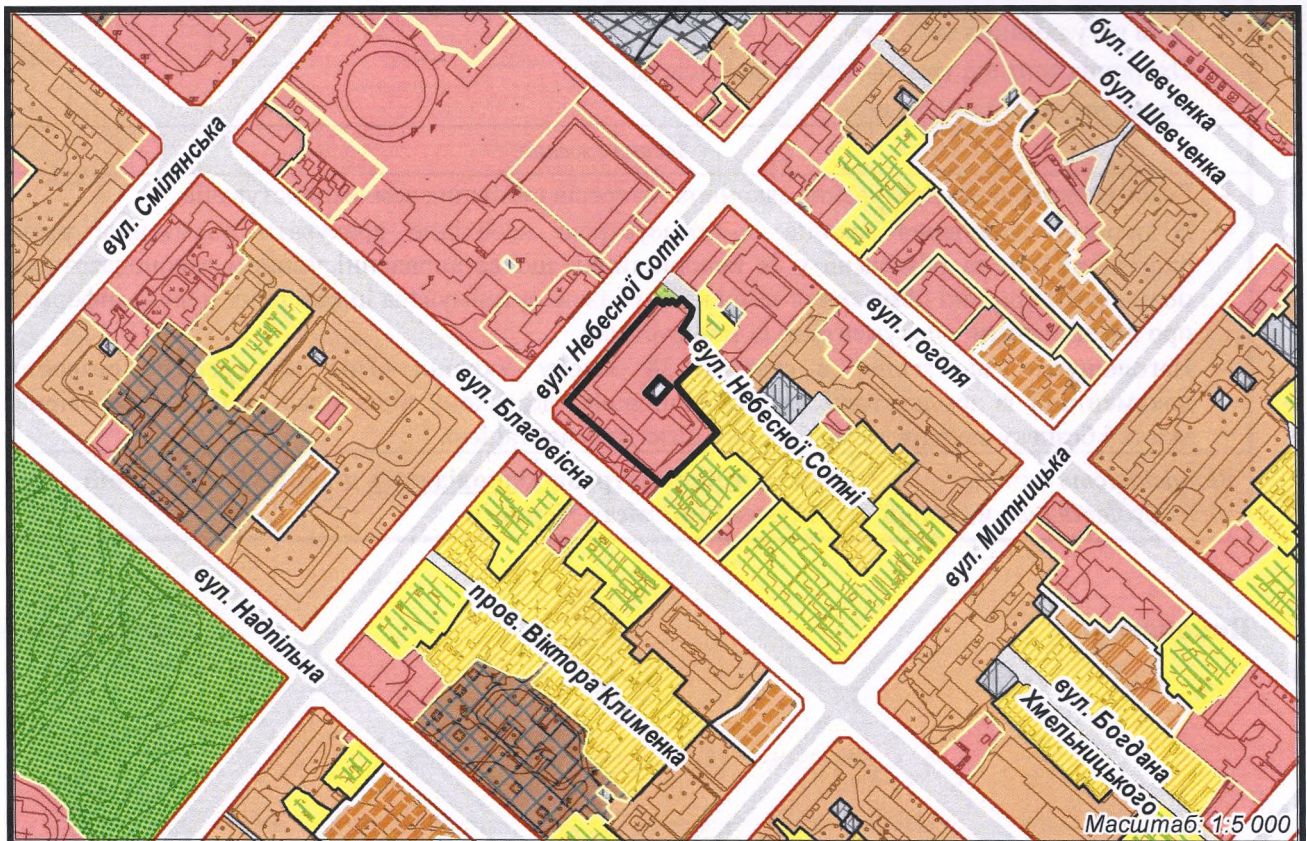 бул. Шевченка
бул. Шевченка
вул. Смілянська
вул. Небесної Сотні
вул. Гоголя
вул. Небесної Сотні
вул. Благовісна
вул. Митницька
вул. Надпільна
пров. Віктора Клименка
вул. Богдана
Хмельницького
Масштаб: 1:5 000